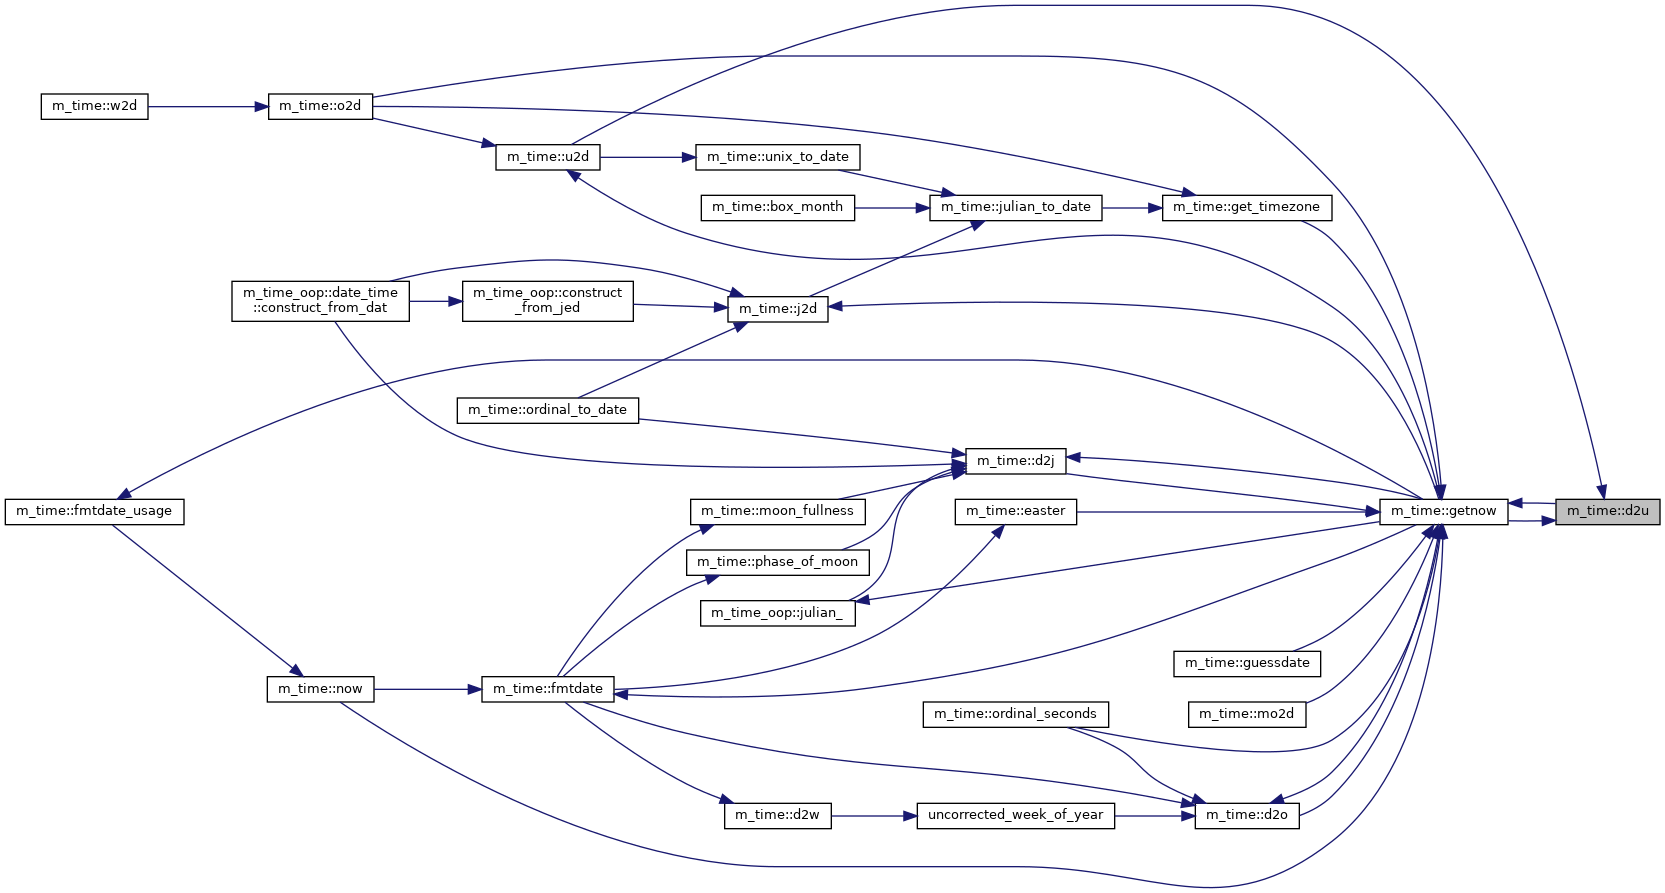 m_time::w2d
m_time::o2d
m_time::u2d
m_time::unix_to_date
m_time::box_month
m_time::julian_to_date
m_time::get_timezone
m_time_oop::date_time
::construct_from_dat
m_time_oop::construct
_from_jed
m_time::j2d
m_time::ordinal_to_date
m_time::d2j
m_time::fmtdate_usage
m_time::moon_fullness
m_time::easter
m_time::getnow
m_time::d2u
m_time::phase_of_moon
m_time_oop::julian_
m_time::guessdate
m_time::now
m_time::fmtdate
m_time::ordinal_seconds
m_time::mo2d
m_time::d2w
uncorrected_week_of_year
m_time::d2o